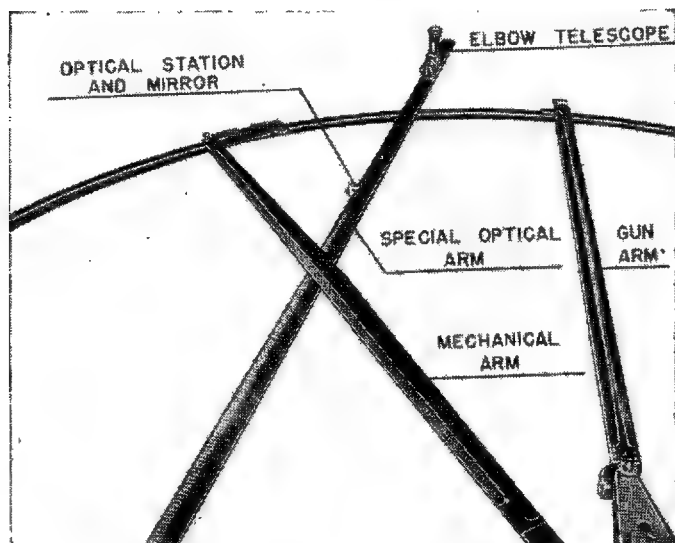 ELBOW TELESCOPE
OPTICAL STATION
AND MIRROR
SPECIAL OPTICAL
ARM
GUN
ARM
MECHANICAL
ARM